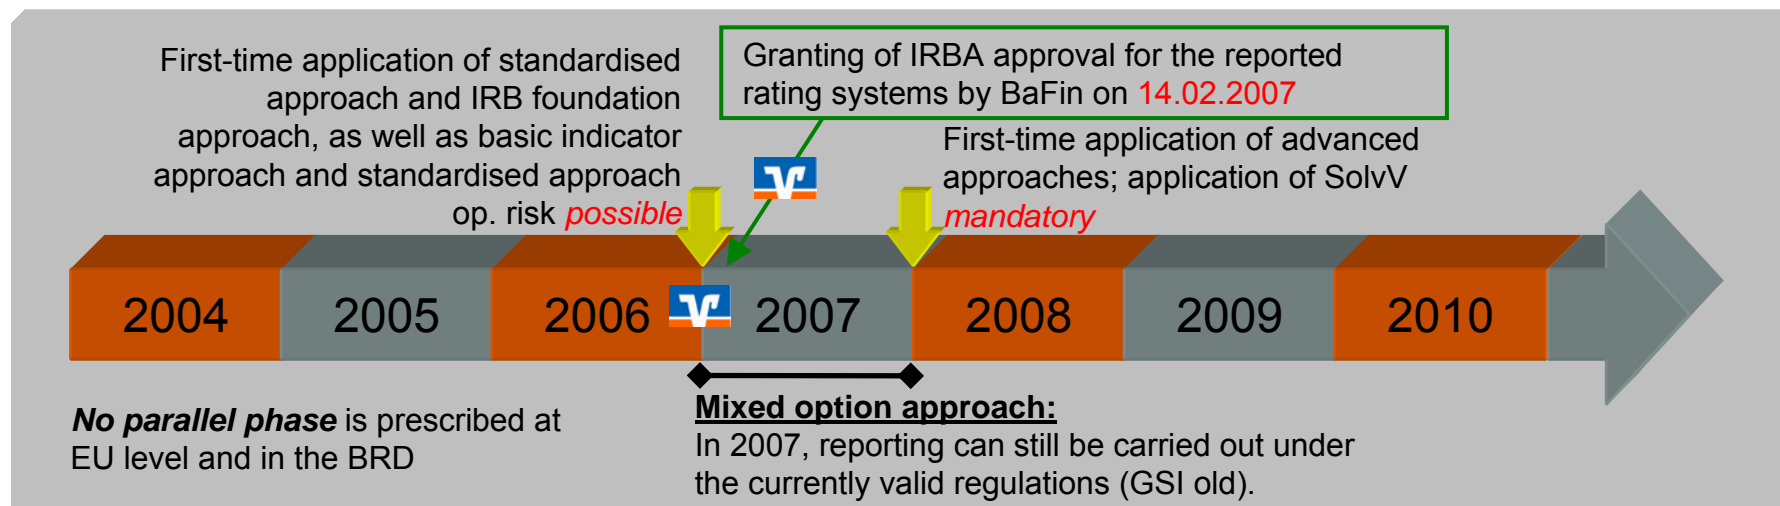 First-time application of standardised
approach and IRB foundation
approach, as well as basic indicator
approach and standardised approach
op. risk possible
Granting of IRBA approval for the reported
rating systems by BaFin on 14.02.2007
First-time application of advanced
approaches; application of SolvV
mandatory
2004 2005 2006 2007 2008 2009 2010
No parallel phase is prescribed at
EU level and in the BRD
Mixed option approach:
In 2007, reporting can still be carried out under
the currently valid regulations (GSI old).